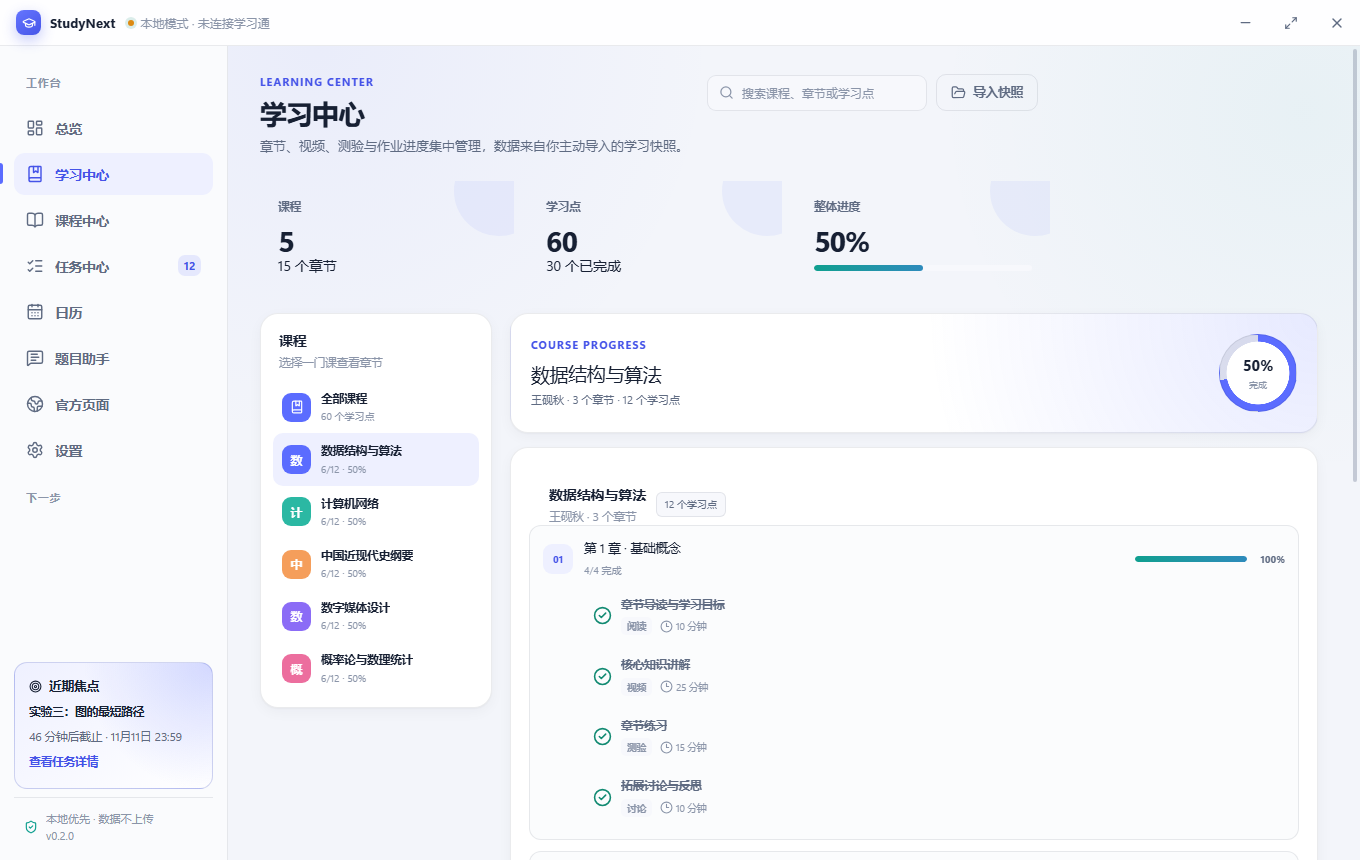 StudyNext 本地模式 · 未连接学习通
工作台
总览
学习中心
课程中心
任务中心 12
日历
题目助手
官方页面
设置
下一步
近期焦点
实验三：图的最短路径
46 分钟后截止 · 11月11日 23:59
查看任务详情
本地优先 · 数据不上传
v0.2.0
LEARNING CENTER
学习中心
章节、视频、测验与作业进度集中管理，数据来自你主动导入的学习快照。
搜索课程、章节或学习点
导入快照
课程
5
15 个章节
学习点
60
30 个已完成
整体进度
50%
课程
选择一门课查看章节
全部课程
60 个学习点
数 数据结构与算法
6/12 · 50%
计 计算机网络
6/12 · 50%
中 中国近现代史纲要
6/12 · 50%
数 数字媒体设计
6/12 · 50%
概 概率论与数理统计
6/12 · 50%
COURSE PROGRESS
数据结构与算法
王砚秋 · 3 个章节 · 12 个学习点
50%
完成
数据结构与算法
王砚秋 · 3 个章节
12 个学习点
01 第 1 章 · 基础概念
4/4 完成
100%
章节导读与学习目标
阅读 10 分钟
核心知识讲解
视频 25 分钟
章节练习
测验 15 分钟
拓展讨论与反思
讨论 10 分钟